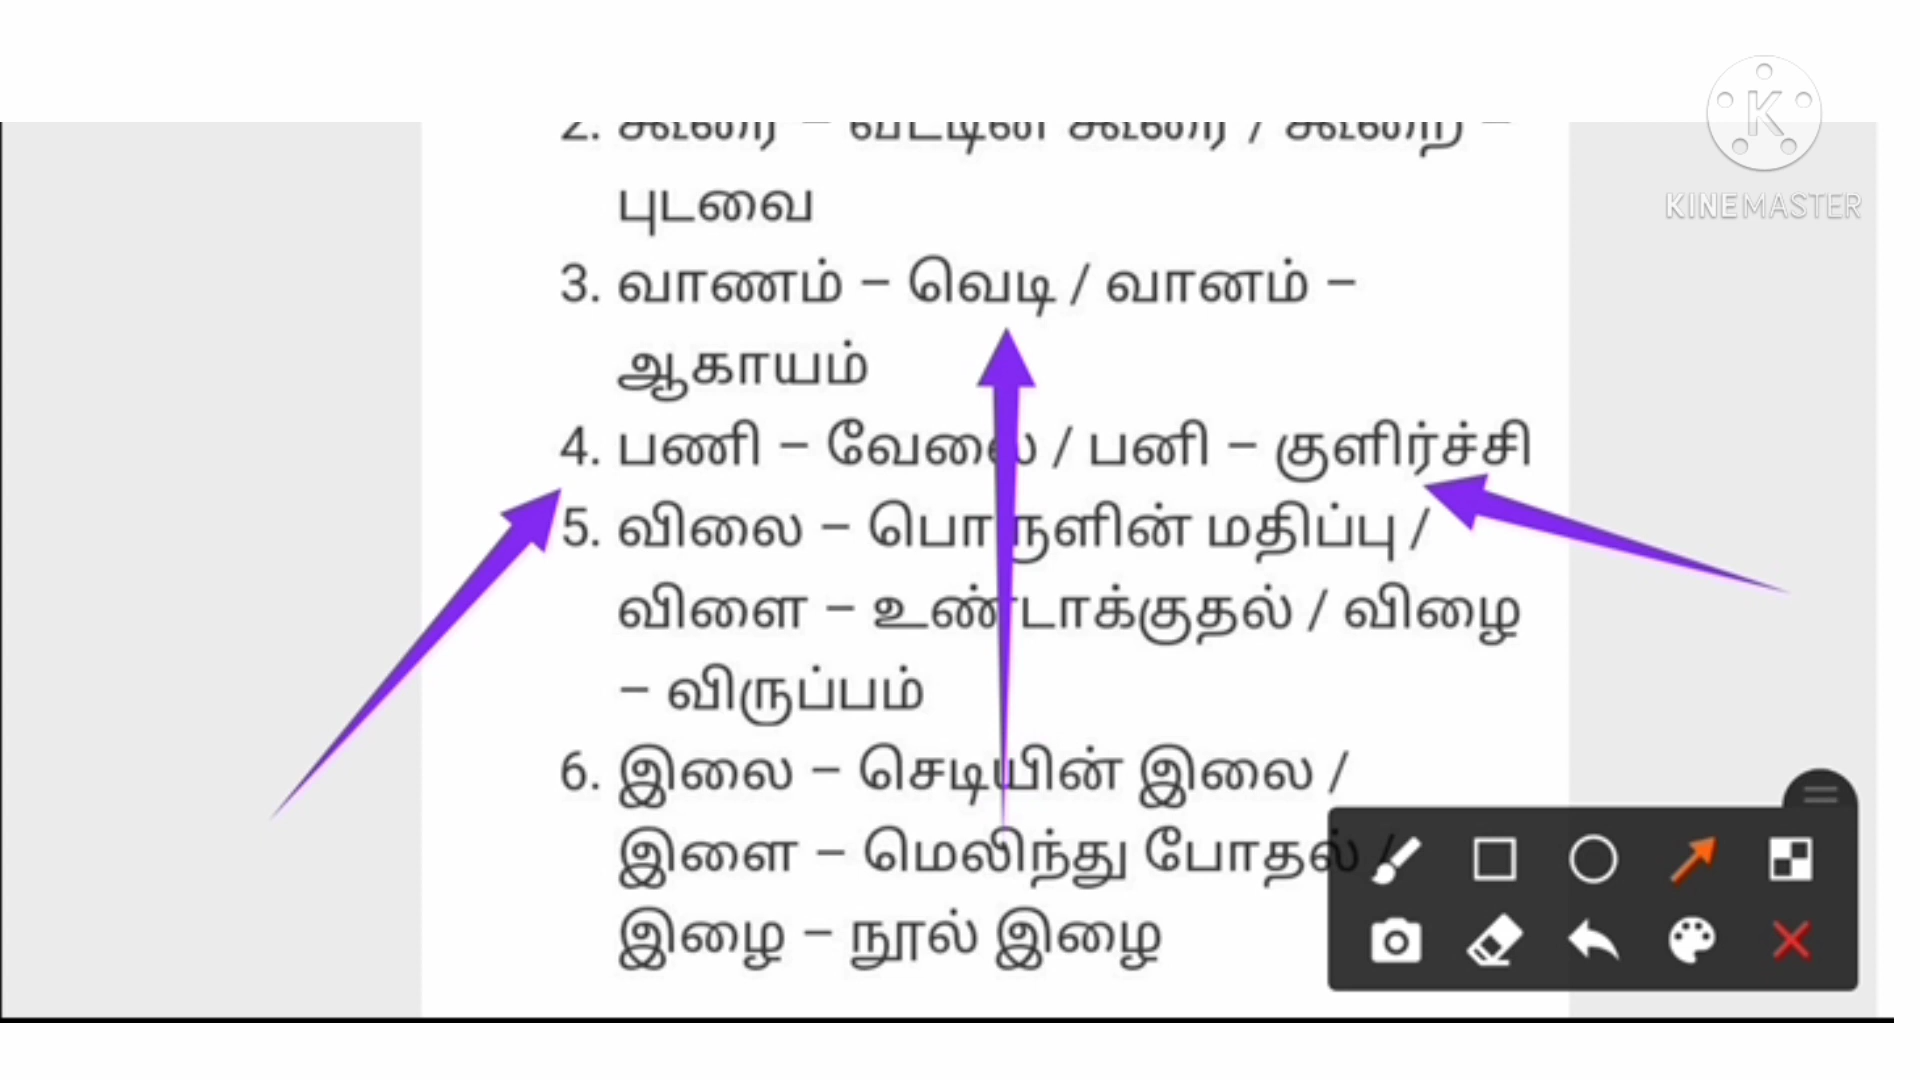 2. கூரை – வீட்டின் கூரை / கூறை –
புடவை
3. வாணம் – வெடி / வானம் –
ஆகாயம்
4. பணி – வேலை / பனி – குளிர்ச்சி
5. விலை – பொருளின் மதிப்பு /
விளை – உண்டாக்குதல் / விழை
– விருப்பம்
6. இலை – செடியின் இலை /
இளை – மெலிந்து போதல் /
இழை – நூல் இழை
K
KINEMASTER